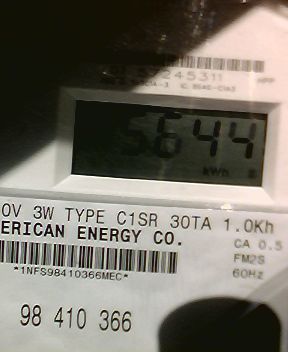 245311
5644
kWh
0V 3W TYPE C1SR 30TA 1.0Kh
ERICAN ENERGY CO.
CA 0.5
FM2S
60Hz
*1NFS98410366MEC*
98 410 366